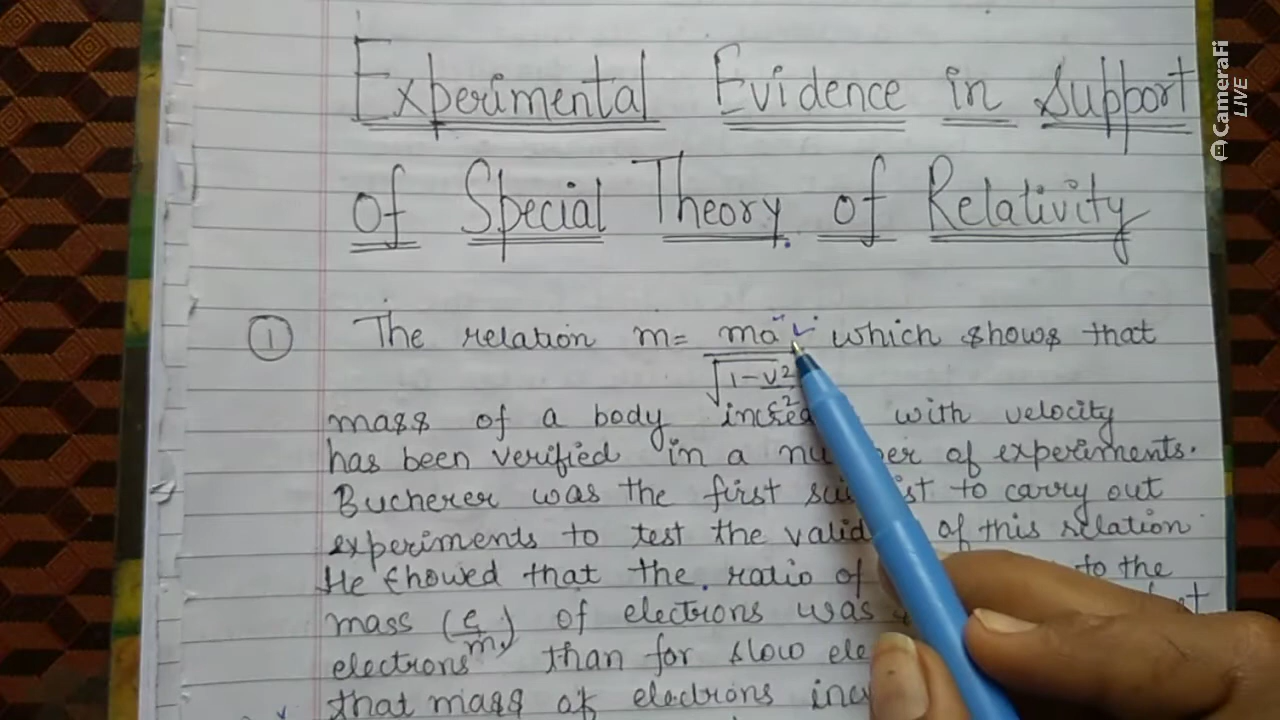 Experimental Evidence in Support
of Special Theory of Relativity
① The relation m = mo which shows that
√1-v²
c²
mass of a body with velocity
has been verified in a of experiments.
Bucherer was the first to carry out
experiments to test the of this relation
He showed that the ratio of to the
mass (e/m) of electrons was
electrons than for slow
that mass of electrons
CameraFi
LIVE